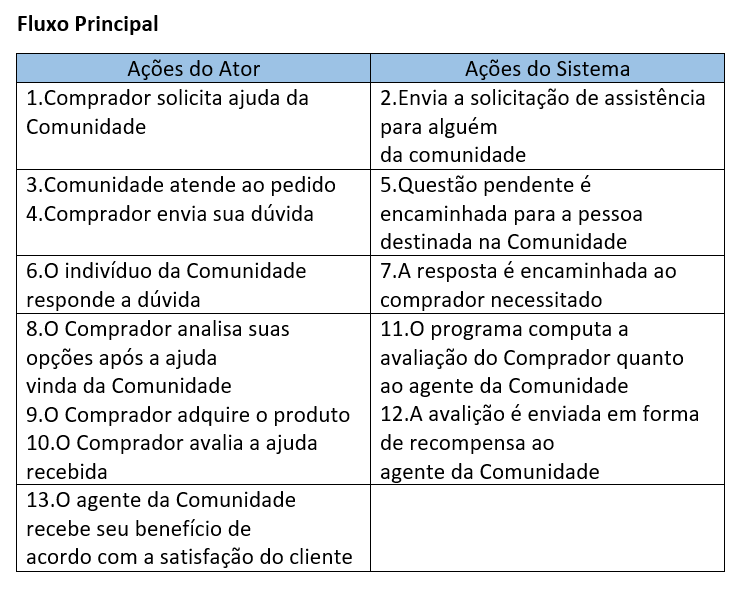 Fluxo Principal
Ações do Ator
Ações do Sistema
1.Comprador solicita ajuda da
Comunidade
2.Envia a solicitação de assistência
para alguém
da comunidade
3.Comunidade atende ao pedido
4.Comprador envia sua dúvida
5.Questão pendente é
encaminhada para a pessoa
destinada na Comunidade
6.O indivíduo da Comunidade
responde a dúvida
7.A resposta é encaminhada ao
comprador necessitado
8.O Comprador analisa suas
opções após a ajuda
vinda da Comunidade
9.O Comprador adquire o produto
10.O Comprador avalia a ajuda
recebida
11.O programa computa a
avaliação do Comprador quanto
ao agente da Comunidade
12.A avalição é enviada em forma
de recompensa ao
agente da Comunidade
13.O agente da Comunidade
recebe seu benefício de
acordo com a satisfação do cliente